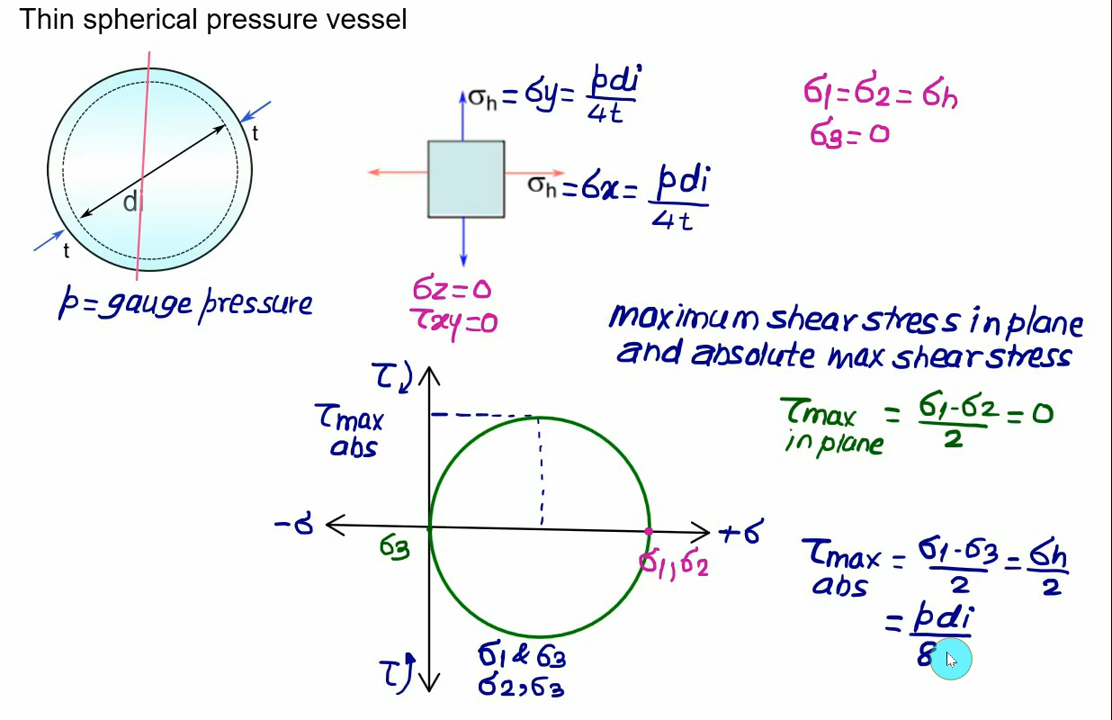 Thin spherical pressure vessel
t
di
t
p = gauge pressure
σh = σy = pdi/4t
σh = σx = pdi/4t
σz = 0
τxy = 0
σ1 = σ2 = σh
σ3 = 0
maximum shear stress in plane
and absolute max shear stress
τmax in plane = σ1-σ2/2 = 0
τ
τmax
abs
-σ
+σ
σ3
σ1, σ2
τ
σ1 & σ3
σ2, σ3
τmax abs = σ1-σ3/2 = σh/2
= pdi/8